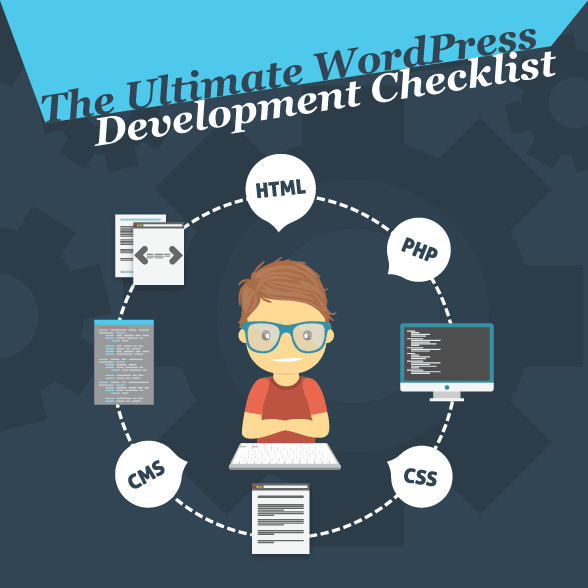 The Ultimate WordPress
Development Checklist
HTML
PHP
CMS
CSS